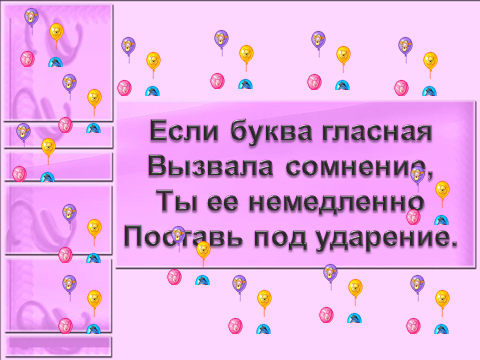 Если буква гласная
Вызвала сомнение,
Ты ее немедленно
Поставь под ударение.